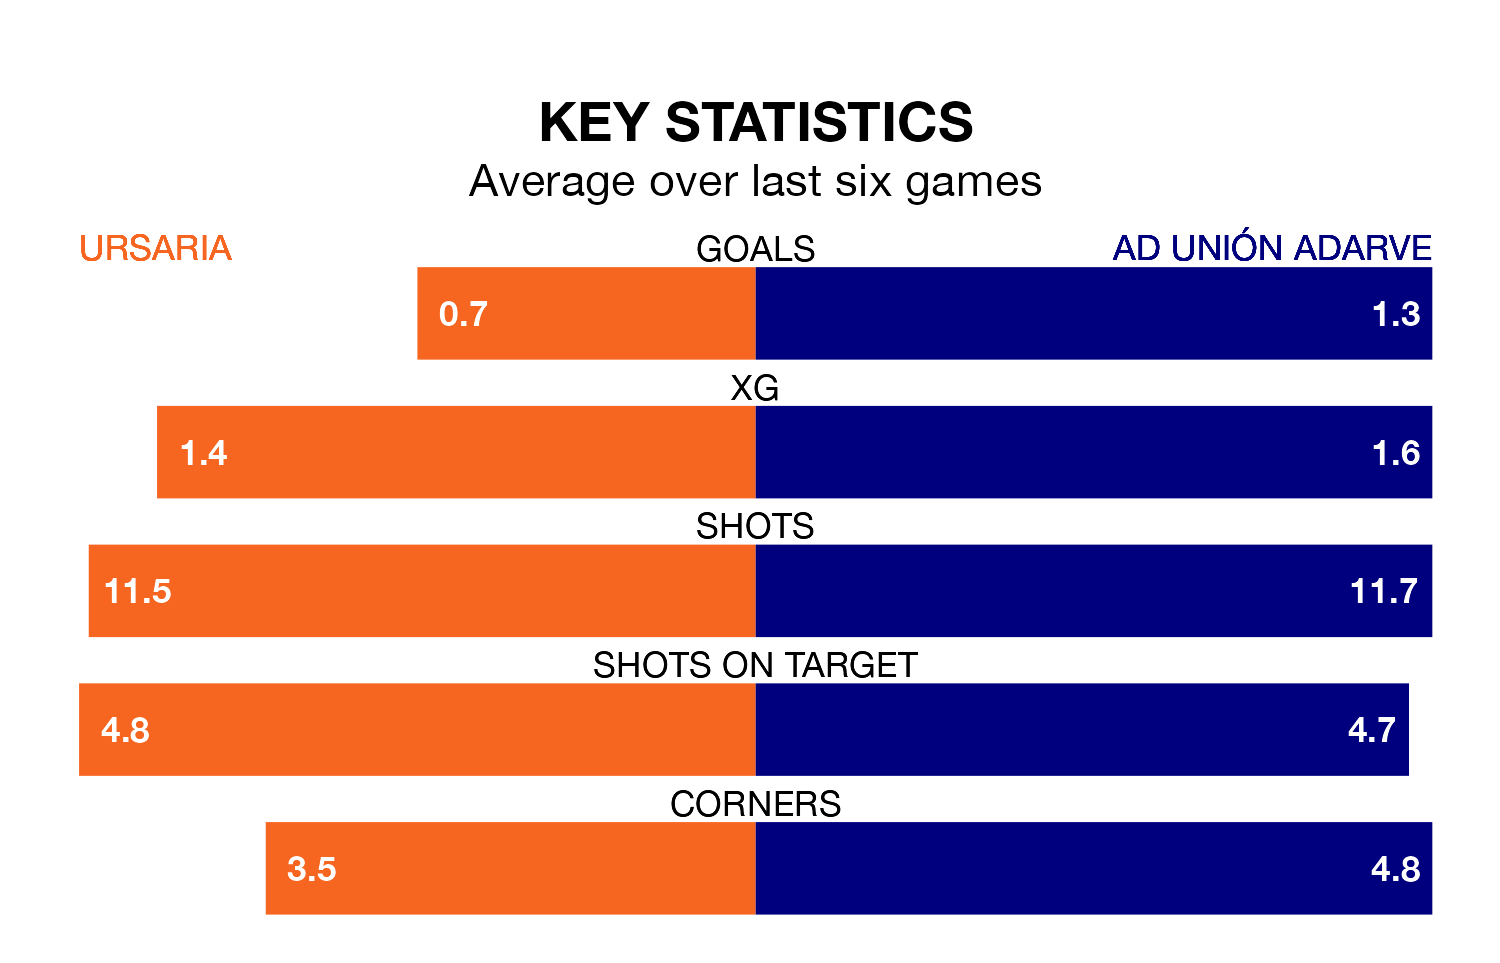 KEY STATISTICS
Average over last six games
URSARIA GOALS AD UNIÓN ADARVE
0.7 1.3
XG
1.4 1.6
SHOTS
11.5 11.7
SHOTS ON TARGET
4.8 4.7
CORNERS
3.5 4.8